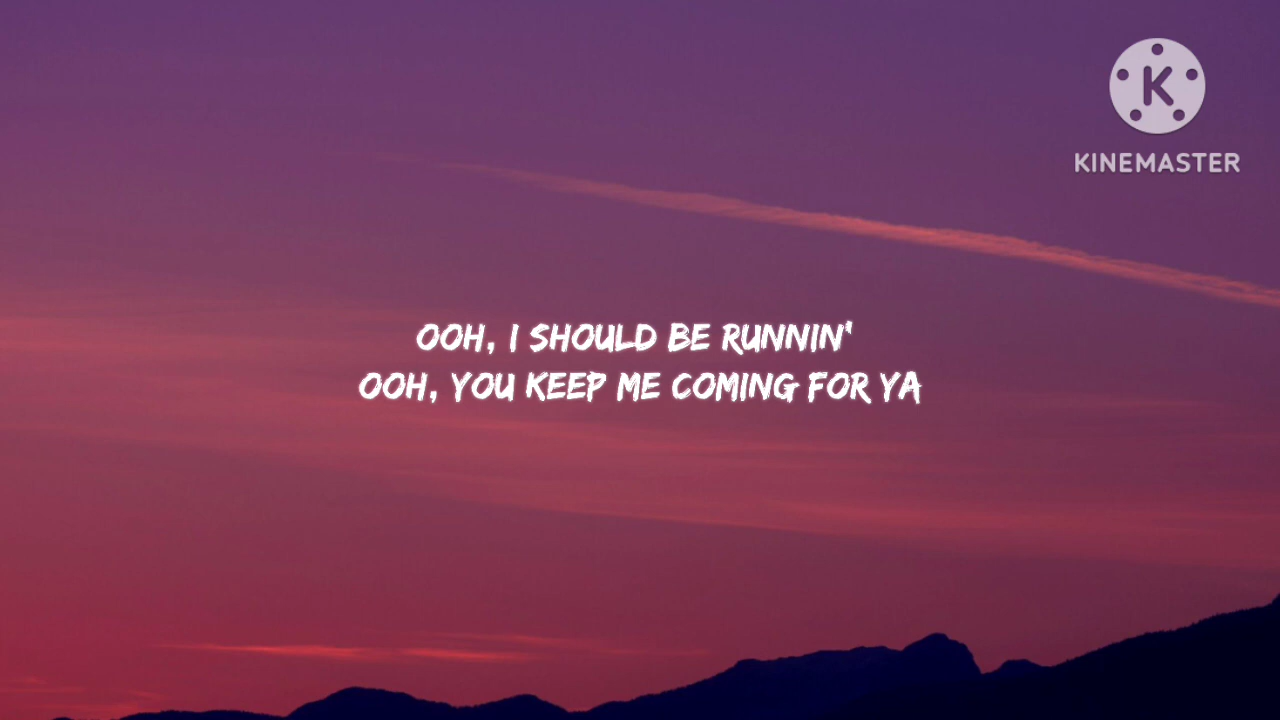 K
KINEMASTER
OOH, I SHOULD BE RUNNIN'
OOH, YOU KEEP ME COMING FOR YA